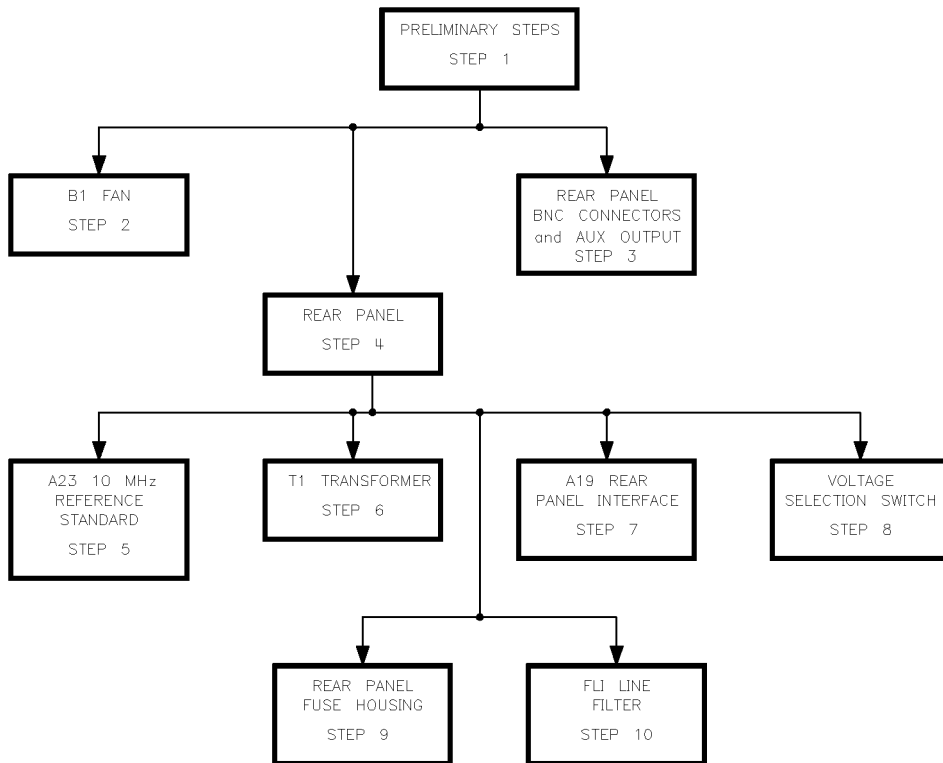 PRELIMINARY STEPS
STEP 1
B1 FAN
STEP 2
REAR PANEL
BNC CONNECTORS
and AUX OUTPUT
STEP 3
REAR PANEL
STEP 4
A23 10 MHz
REFERENCE
STANDARD
STEP 5
T1 TRANSFORMER
STEP 6
A19 REAR
PANEL INTERFACE
STEP 7
VOLTAGE
SELECTION SWITCH
STEP 8
REAR PANEL
FUSE HOUSING
STEP 9
FLI LINE
FILTER
STEP 10